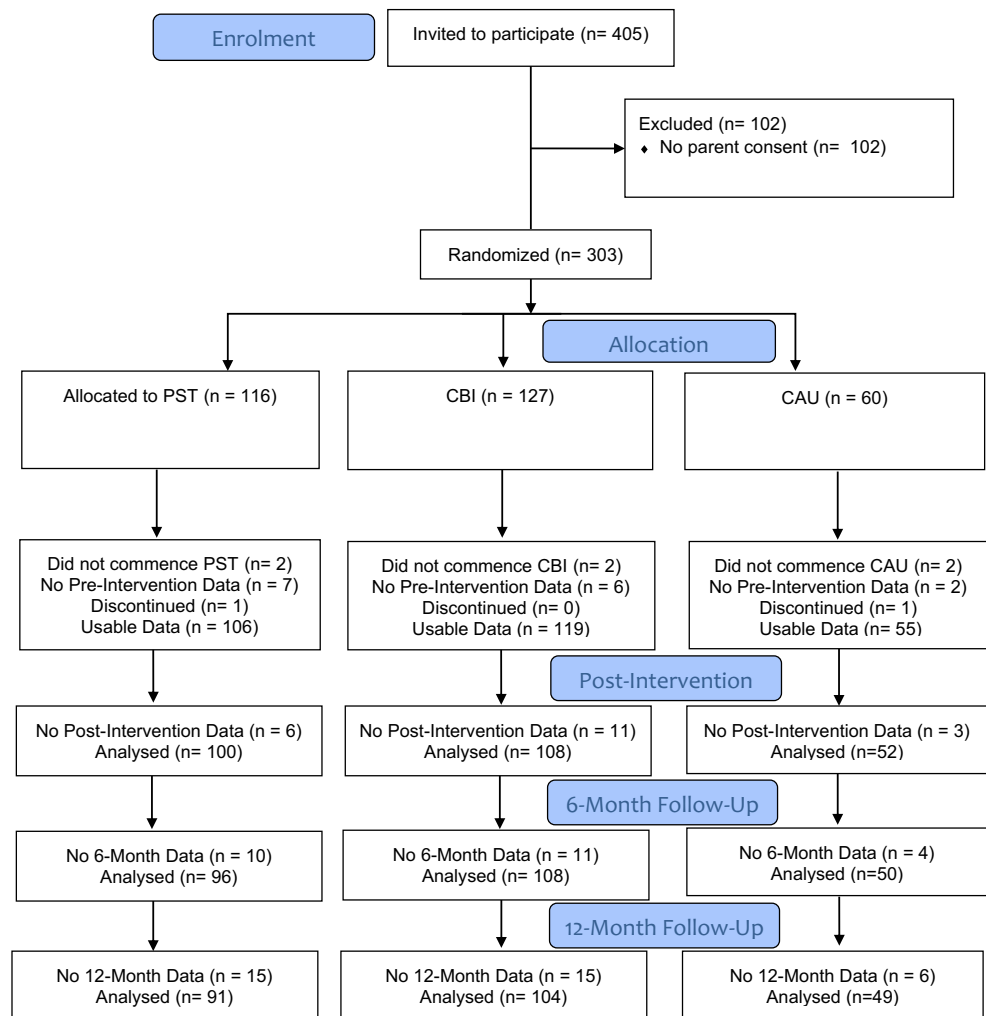 Enrolment
Invited to participate (n= 405)
Excluded (n= 102)
♦ No parent consent (n= 102)
Randomized (n= 303)
Allocation
Allocated to PST (n = 116)
CBI (n = 127)
CAU (n = 60)
Did not commence PST (n= 2)
No Pre-Intervention Data (n = 7)
Discontinued (n= 1)
Usable Data (n = 106)
Did not commence CBI (n= 2)
No Pre-Intervention Data (n = 6)
Discontinued (n= 0)
Usable Data (n = 119)
Did not commence CAU (n= 2)
No Pre-Intervention Data (n = 2)
Discontinued (n= 1)
Usable Data (n= 55)
Post-Intervention
No Post-Intervention Data (n = 6)
Analysed (n= 100)
No Post-Intervention Data (n = 11)
Analysed (n= 108)
No Post-Intervention Data (n = 3)
Analysed (n=52)
6-Month Follow-Up
No 6-Month Data (n = 10)
Analysed (n= 96)
No 6-Month Data (n = 11)
Analysed (n= 108)
No 6-Month Data (n = 4)
Analysed (n=50)
12-Month Follow-Up
No 12-Month Data (n = 15)
Analysed (n= 91)
No 12-Month Data (n = 15)
Analysed (n= 104)
No 12-Month Data (n = 6)
Analysed (n=49)